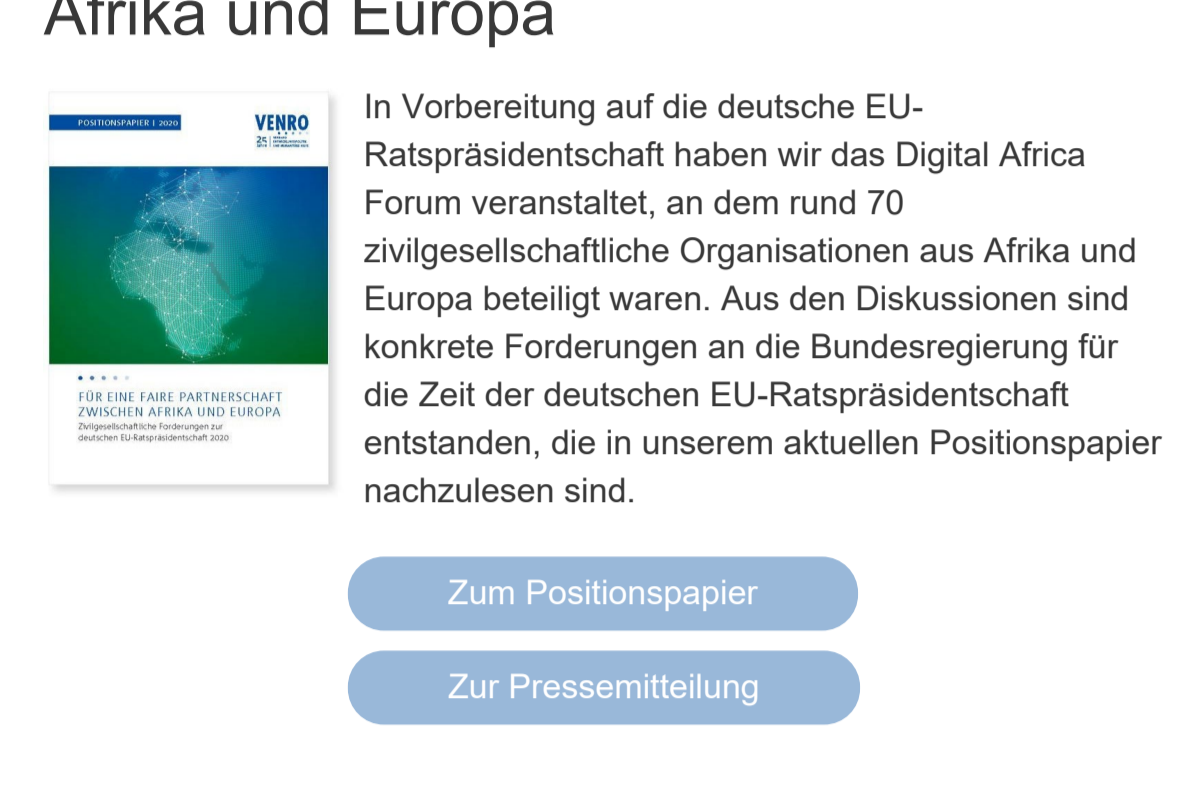 Afrika und Europa
POSITIONSPAPIER I 2020
VENRO
25
In Vorbereitung auf die deutsche EU-
Ratspräsidentschaft haben wir das Digital Africa
Forum veranstaltet, an dem rund 70
zivilgesellschaftliche Organisationen aus Afrika und
Europa beteiligt waren. Aus den Diskussionen sind
konkrete Forderungen an die Bundesregierung für
die Zeit der deutschen EU-Ratspräsidentschaft
entstanden, die in unserem aktuellen Positionspapier
nachzulesen sind.
FÜR EINE FAIRE PARTNERSCHAFT
ZWISCHEN AFRIKA UND EUROPA
Zivilgesellschaftliche Forderungen zur
deutschen EU-Ratspräsidentschaft 2020
Zum Positionspapier
Zur Pressemitteilung